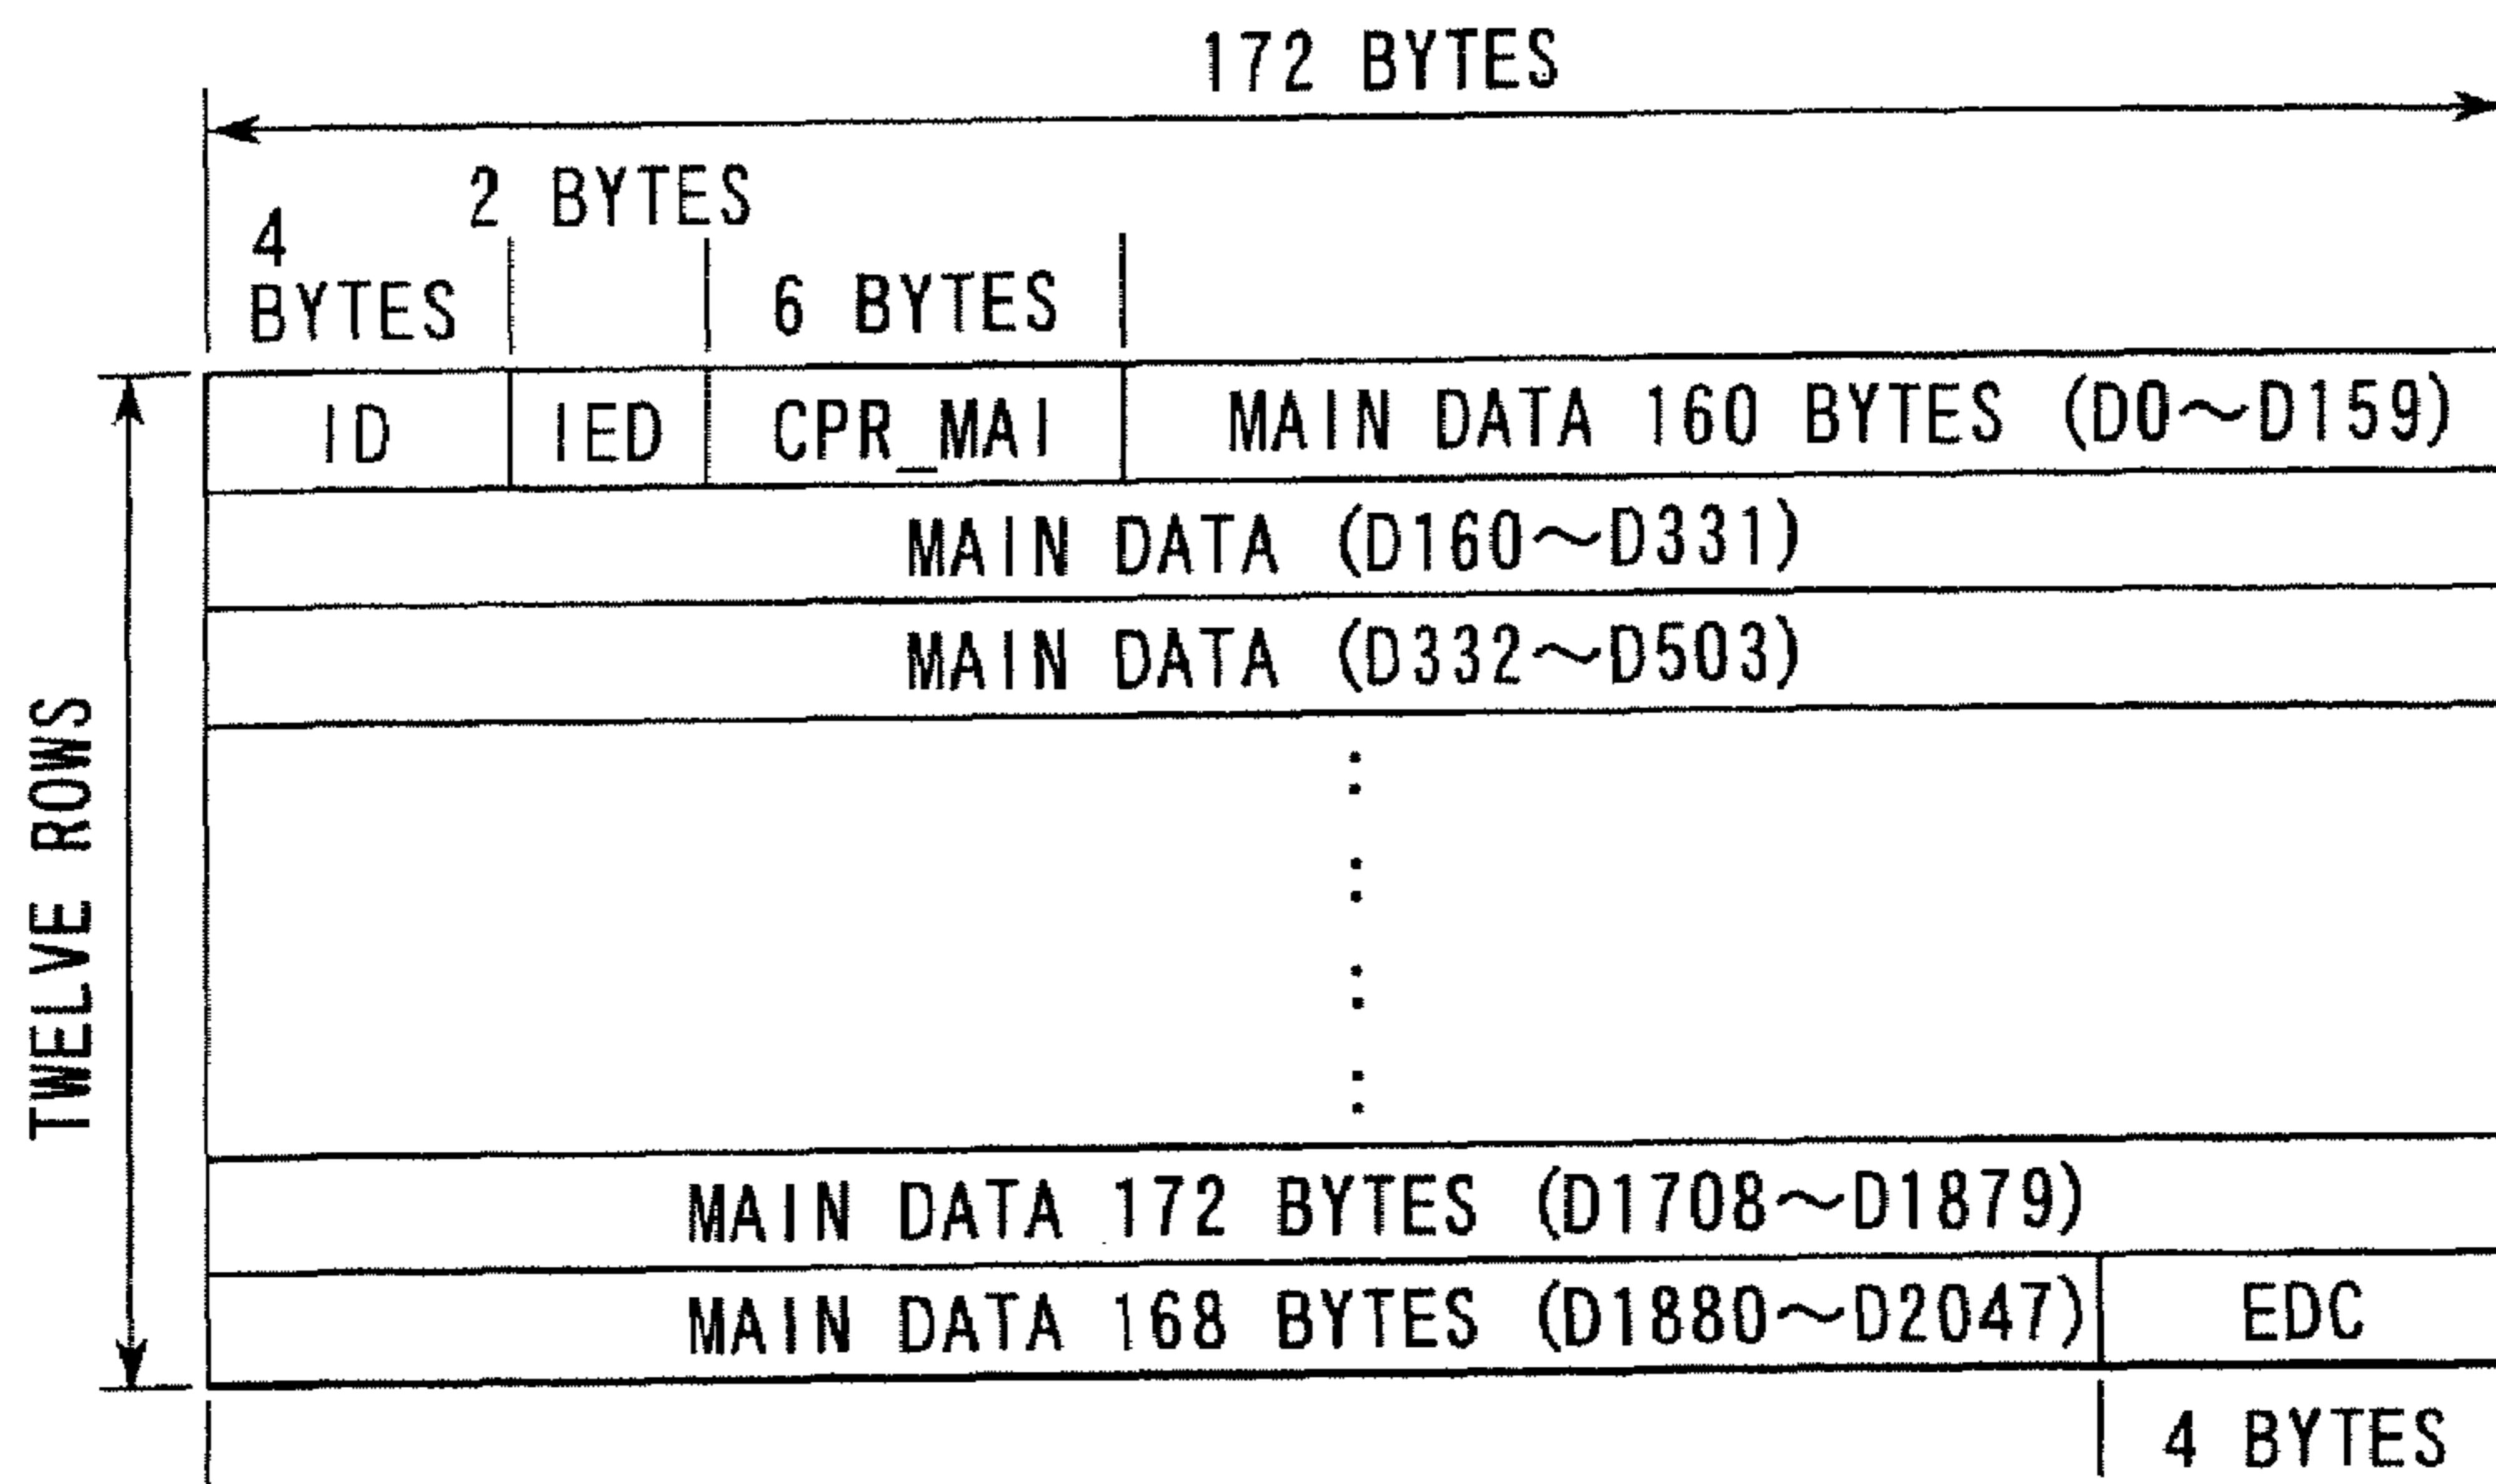 172 BYTES
2 BYTES
4
BYTES
6 BYTES
ID IED CPR_MAI MAIN DATA 160 BYTES (D0～D159)
MAIN DATA (D160～D331)
MAIN DATA (D332～D503)
TWELVE ROWS
MAIN DATA 172 BYTES (D1708～D1879)
MAIN DATA 168 BYTES (D1880～D2047) EDC
4 BYTES